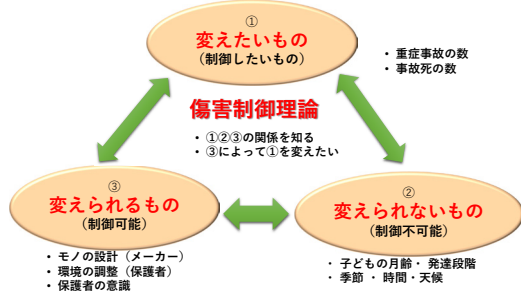 ①
変えたいもの
（制御したいもの）
• 重症事故の数
• 事故死の数
傷害制御理論
• ①②③の関係を知る
• ③によって①を変えたい
③
変えられるもの
（制御可能）
②
変えられないもの
（制御不可能）
• モノの設計（メーカー）
• 環境の調整（保護者）
• 保護者の意識
• 子どもの月齢・ 発達段階
• 季節 ・ 時間・天候